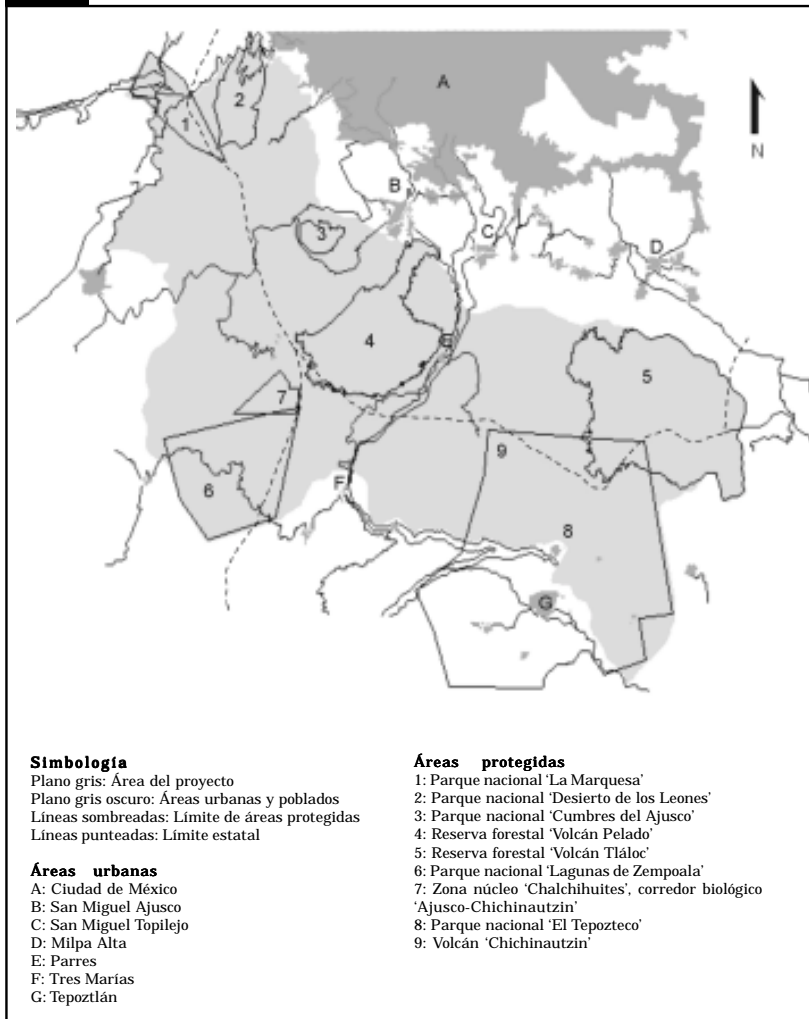 A
2
1
N
B
C
3
D
E
4
5
7
9
6
F
8
G
Simbología
Plano gris: Área del proyecto
Plano gris oscuro: Áreas urbanas y poblados
Líneas sombreadas: Límite de áreas protegidas
Líneas punteadas: Límite estatal
Áreas urbanas
A: Ciudad de México
B: San Miguel Ajusco
C: San Miguel Topilejo
D: Milpa Alta
E: Parres
F: Tres Marías
G: Tepoztlán
Áreas protegidas
1: Parque nacional ‘La Marquesa’
2: Parque nacional ‘Desierto de los Leones’
3: Parque nacional ‘Cumbres del Ajusco’
4: Reserva forestal ‘Volcán Pelado’
5: Reserva forestal ‘Volcán Tláloc’
6: Parque nacional ‘Lagunas de Zempoala’
7: Zona núcleo ‘Chalchihuites’, corredor biológico
‘Ajusco-Chichinautzin’
8: Parque nacional ‘El Tepozteco’
9: Volcán ‘Chichinautzin’